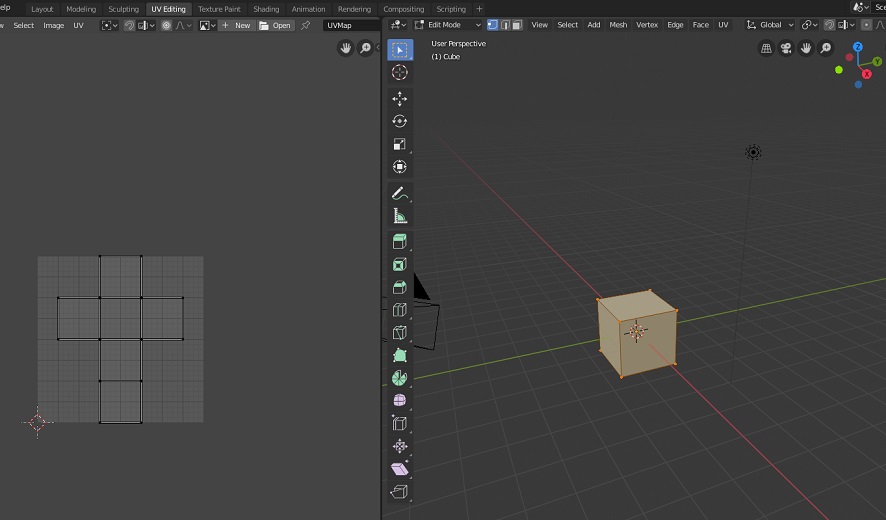 elp Layout Modeling Sculpting UV Editing Texture Paint Shading Animation Rendering Compositing Scripting + Sce
w Select Image UV + New Open UVMap
Edit Mode View Select Add Mesh Vertex Edge Face UV Global
User Perspective
(1) Cube
Z
Y
X